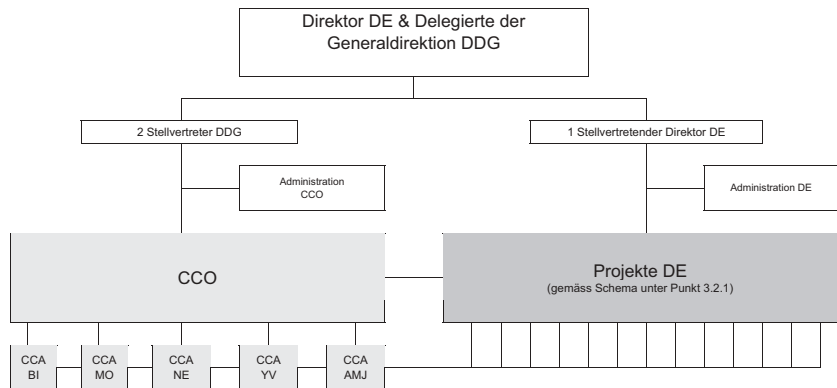 Direktor DE & Delegierte der
Generaldirektion DDG
2 Stellvertreter DDG
1 Stellvertretender Direktor DE
Administration
CCO
Administration DE
CCO
Projekte DE
(gemäss Schema unter Punkt 3.2.1)
CCA
BI
CCA
MO
CCA
NE
CCA
YV
CCA
AMJ